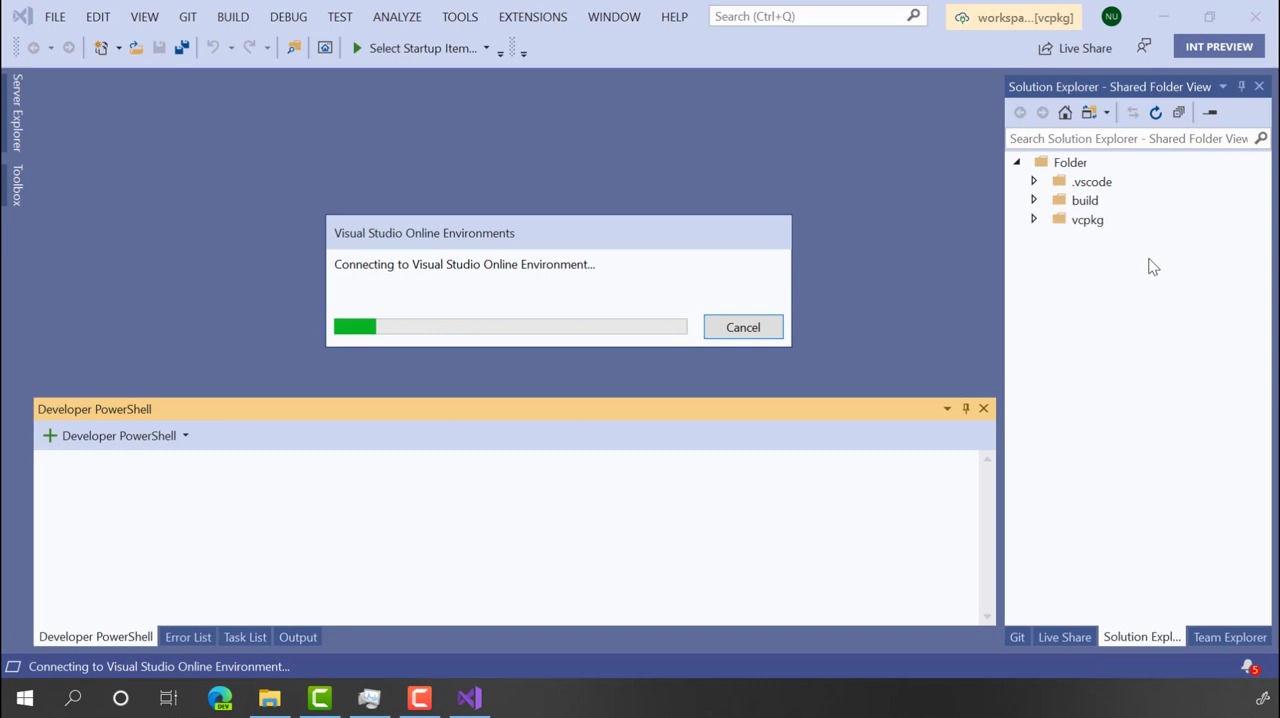 FILE EDIT VIEW GIT BUILD DEBUG TEST ANALYZE TOOLS EXTENSIONS WINDOW HELP Search (Ctrl+Q) workspa...[vcpkg] NU
Select Startup Item... Live Share INT PREVIEW
Server Explorer
Toolbox
Solution Explorer - Shared Folder View
Search Solution Explorer - Shared Folder View
Folder
.vscode
build
vcpkg
Visual Studio Online Environments
Connecting to Visual Studio Online Environment...
Cancel
Developer PowerShell
Developer PowerShell
Developer PowerShell Error List Task List Output
Git Live Share Solution Expl... Team Explorer
Connecting to Visual Studio Online Environment... 5
DEV C C